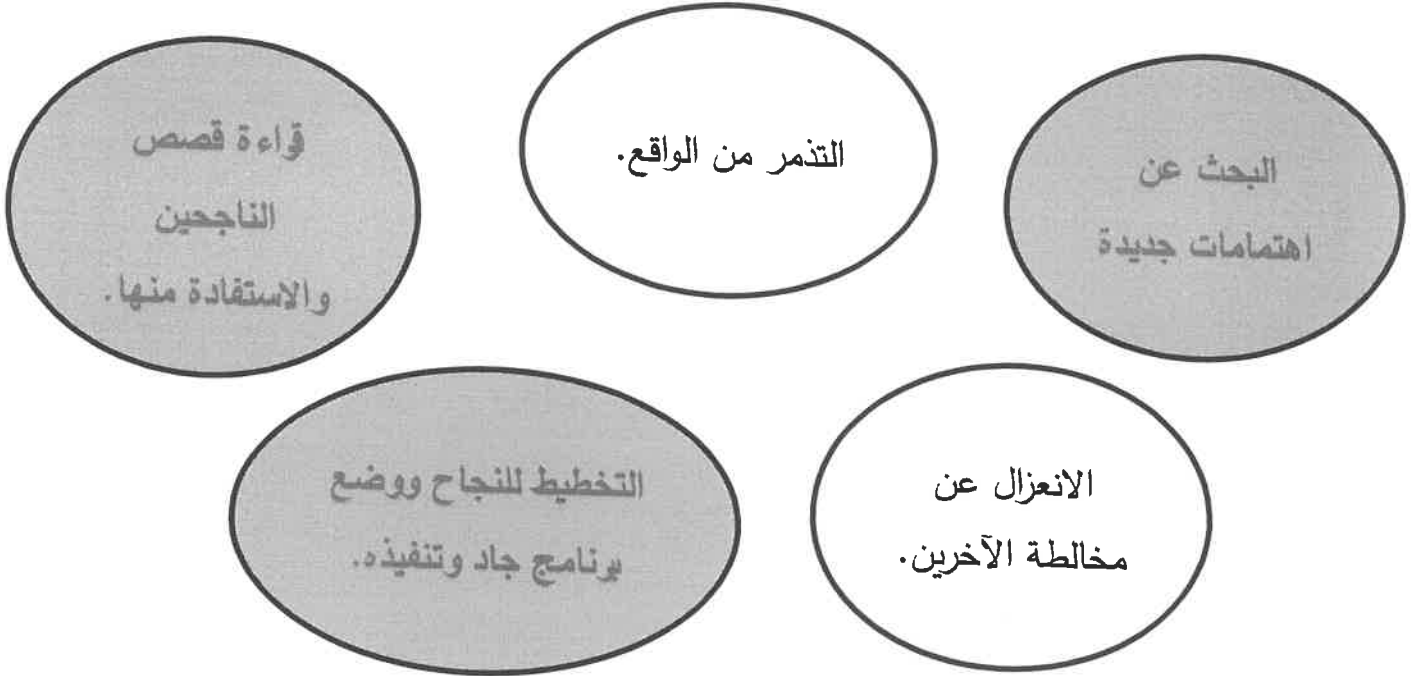 البحث عن
اهتمامات جديدة
التذمر من الواقع.
قراءة قصص
الناجحين
والاستفادة منها.
الانعزال عن
مخالطة الآخرين.
التخطيط للنجاح ووضع
برنامج جاد وتنفيذه.